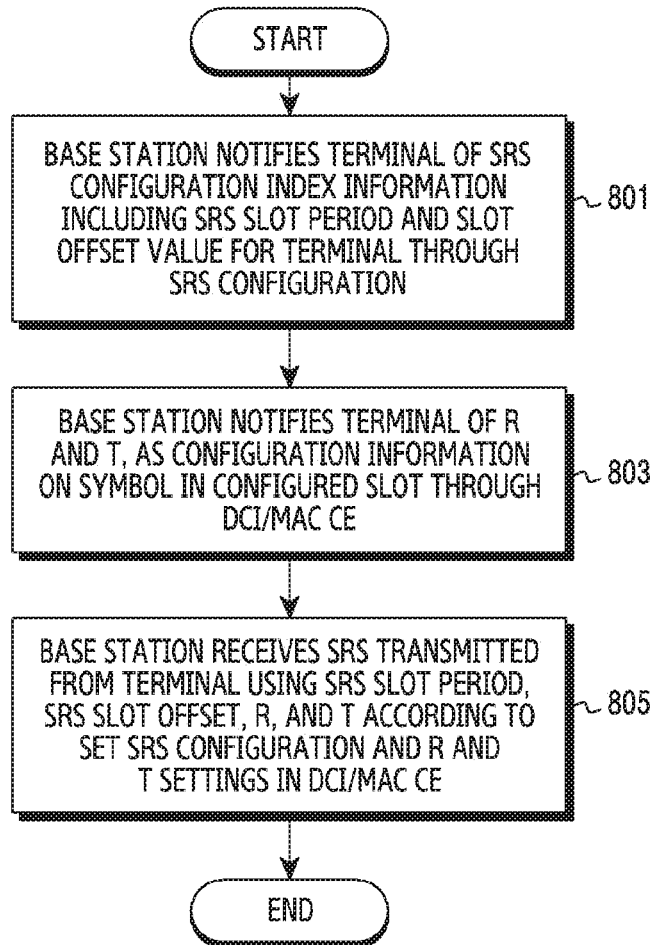 START
BASE STATION NOTIFIES TERMINAL OF SRS
CONFIGURATION INDEX INFORMATION
INCLUDING SRS SLOT PERIOD AND SLOT
OFFSET VALUE FOR TERMINAL THROUGH
SRS CONFIGURATION
801
BASE STATION NOTIFIES TERMINAL OF R
AND T, AS CONFIGURATION INFORMATION
ON SYMBOL IN CONFIGURED SLOT THROUGH
DCI/MAC CE
803
BASE STATION RECEIVES SRS TRANSMITTED
FROM TERMINAL USING SRS SLOT PERIOD,
SRS SLOT OFFSET, R, AND T ACCORDING TO
SET SRS CONFIGURATION AND R AND
T SETTINGS IN DCI/MAC CE
805
END